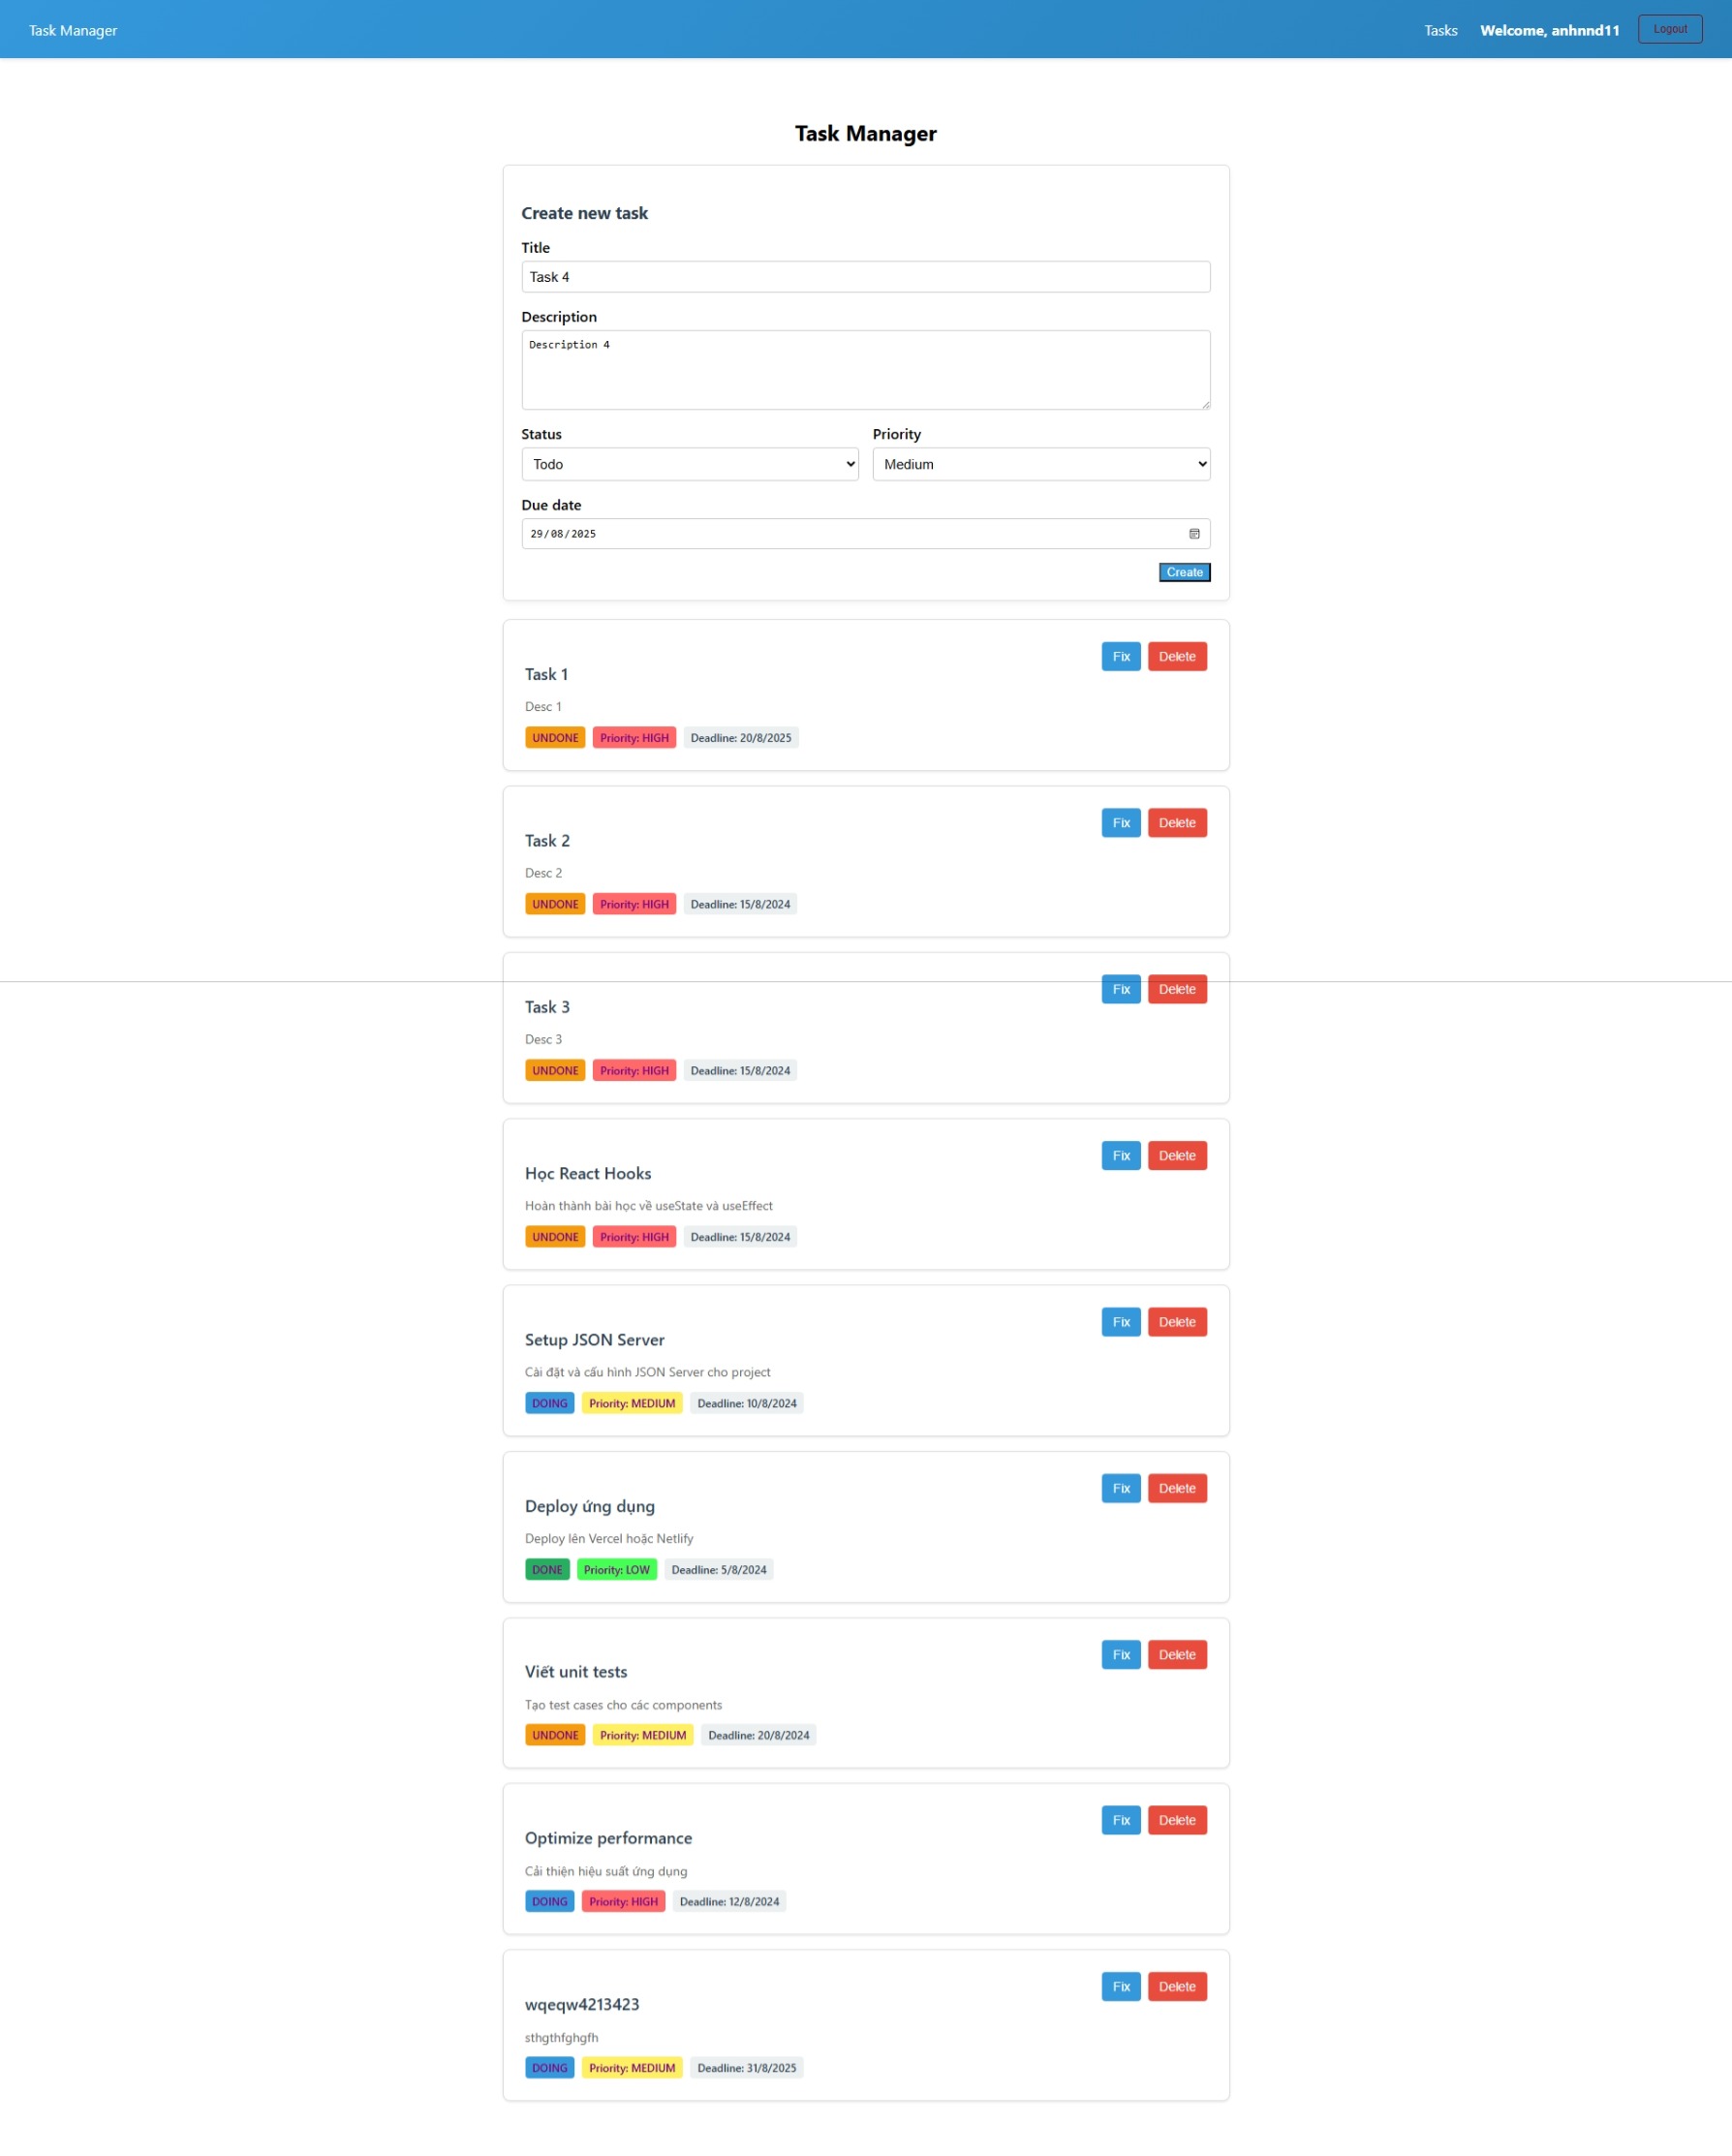 Task Manager
Tasks Welcome, anhnnd11 Logout
Task Manager
Create new task
Title
Task 4
Description
Description 4
Status Priority
Todo Medium
Due date
29/08/2025
Create
Fix Delete
Task 1
Desc 1
UNDONE Priority: HIGH Deadline: 20/8/2025
Fix Delete
Task 2
Desc 2
UNDONE Priority: HIGH Deadline: 15/8/2024
Fix Delete
Task 3
Desc 3
UNDONE Priority: HIGH Deadline: 15/8/2024
Fix Delete
Học React Hooks
Hoàn thành bài học về useState và useEffect
UNDONE Priority: HIGH Deadline: 15/8/2024
Fix Delete
Setup JSON Server
Cài đặt và cấu hình JSON Server cho project
DOING Priority: MEDIUM Deadline: 10/8/2024
Fix Delete
Deploy ứng dụng
Deploy lên Vercel hoặc Netlify
DONE Priority: LOW Deadline: 5/8/2024
Fix Delete
Viết unit tests
Tạo test cases cho các components
UNDONE Priority: MEDIUM Deadline: 20/8/2024
Fix Delete
Optimize performance
Cải thiện hiệu suất ứng dụng
DOING Priority: HIGH Deadline: 12/8/2024
Fix Delete
wqeqw4213423
sthgthfghgfh
DOING Priority: MEDIUM Deadline: 31/8/2025